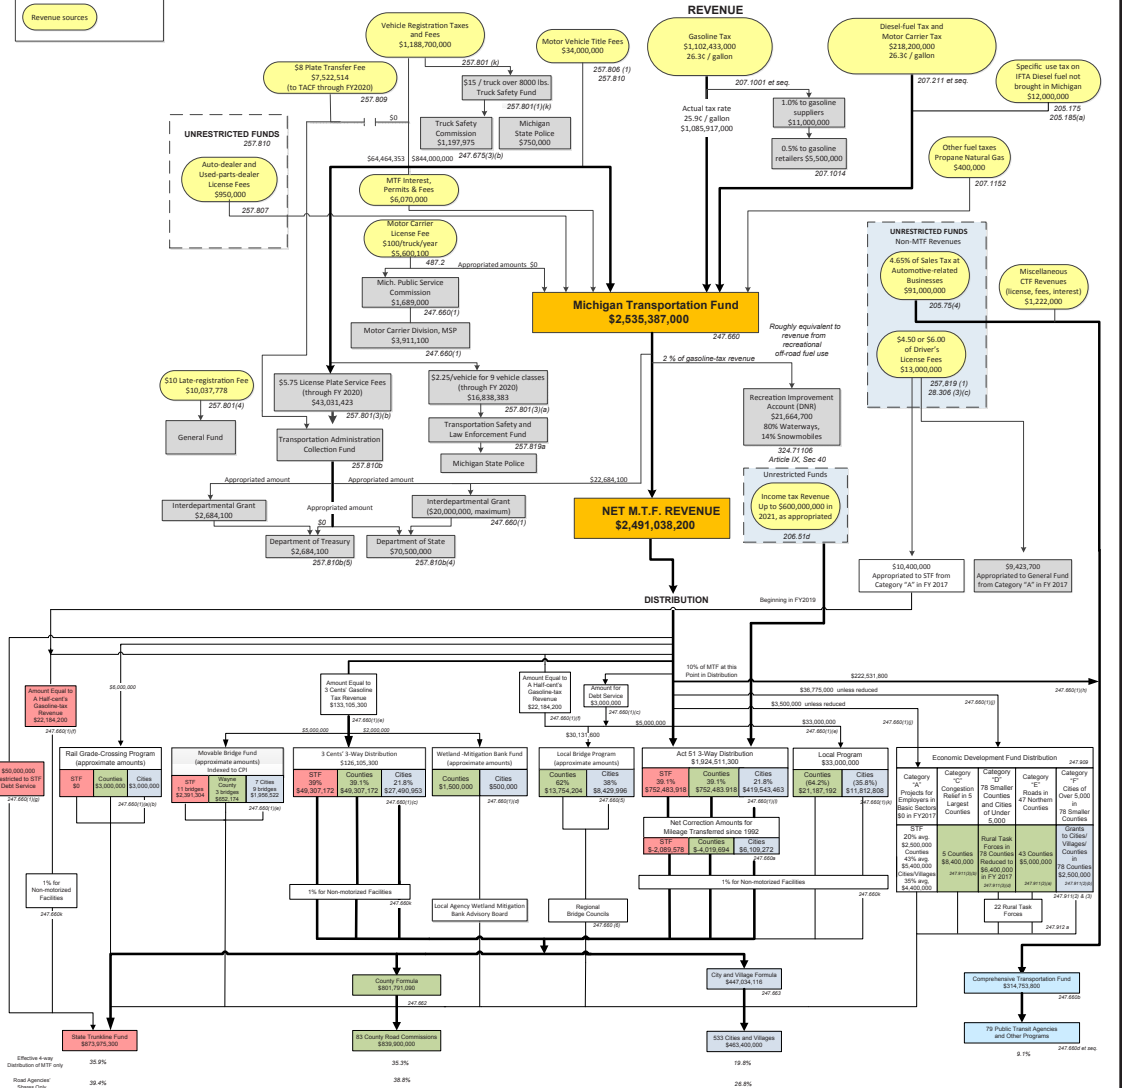 REVENUE
Revenue sources
Vehicle Registration Taxes
and Fees
$1,188,700,000
257.801 (k)
Motor Vehicle Title Fees
$34,000,000
257.806 (1)
257.810
Gasoline Tax
$1,102,433,000
26.3¢ / gallon
207.1001 et seq.
Diesel-fuel Tax and
Motor Carrier Tax
$218,200,000
26.3¢ / gallon
207.211 et seq.
Specific use tax on
IFTA Diesel fuel not
brought in Michigan
$12,000,000
205.175
205.185(a)
$8 Plate Transfer Fee
$7,522,514
(to TACF through FY2020)
257.809
$0
$15 / truck over 8000 lbs.
Truck Safety Fund
257.801(1)(k)
Truck Safety
Commission
$1,197,975
247.675(3)(b)
Michigan
State Police
$750,000
Actual tax rate
25.9¢ / gallon
$1,085,917,000
1.0% to gasoline
suppliers
$11,000,000
0.5% to gasoline
retailers $5,500,000
207.1014
Other fuel taxes
Propane Natural Gas
$400,000
207.1152
UNRESTRICTED FUNDS
257.810
Auto-dealer and
Used-parts-dealer
License Fees
$950,000
257.807
$64,464,353
$844,000,000
MTF Interest,
Permits & Fees
$6,070,000
Motor Carrier
License Fee
$100/truck/year
$5,600,100
487.2
Appropriated amounts $0
Mich. Public Service
Commission
$1,689,000
247.660(1)
Motor Carrier Division, MSP
$3,911,100
247.660(1)
Michigan Transportation Fund
$2,535,387,000
247.660
UNRESTRICTED FUNDS
Non-MTF Revenues
4.65% of Sales Tax at
Automotive-related
Businesses
$91,000,000
205.75(4)
$4.50 or $6.00
of Driver's
License Fees
$13,000,000
257,819 (1)
28.306 (3)(c)
Miscellaneous
CTF Revenues
(license, fees, interest)
$1,222,000
Roughly equivalent to
revenue from
recreational
off-road fuel use
2 % of gasoline-tax revenue
Recreation Improvement
Account (DNR)
$21,664,700
80% Waterways,
14% Snowmobiles
324.71106
Article IX, Sec 40
$10 Late-registration Fee
$10,037,778
257.801(4)
General Fund
$5.75 License Plate Service Fees
(through FY 2020)
$43,031,423
257.801(3)(b)
Transportation Administration
Collection Fund
257.810b
$2.25/vehicle for 9 vehicle classes
(through FY 2020)
$16,838,383
257.801(3)(a)
Transportation Safety and
Law Enforcement Fund
257.819a
Michigan State Police
$22,684,100
Appropriated amount
Appropriated amount
Appropriated amount
$0
Interdepartmental Grant
$2,684,100
Interdepartmental Grant
($20,000,000, maximum)
247.660(1)
Department of Treasury
$2,684,100
257.810b(5)
Department of State
$70,500,000
257.810b(4)
NET M.T.F. REVENUE
$2,491,038,200
Unrestricted Funds
Income tax Revenue
Up to $600,000,000 in
2021, as appropriated
206.51d
$10,400,000
Appropriated to STF from
Category "A" in FY 2017
$9,423,700
Appropriated to General Fund
from Category "A" in FY 2017
DISTRIBUTION
Beginning in FY2019
10% of MTF at this
Point in Distribution
$222,531,800
247.660(1)(h)
$36,775,000 unless reduced
247.660(1)(j)
$3,500,000 unless reduced
247.660(1)(g)
$33,000,000
247.660(1)(e)
$5,000,000
$30,131,800
Amount Equal to
A Half-cent's
Gasoline-tax
Revenue
$22,184,200
247.660(1)(f)
$6,000,000
Amount Equal to
3 Cents' Gasoline
Tax Revenue
$133,105,300
247.660(1)(e)
$5,000,000
$2,000,000
Amount Equal to
A Half-cent's
Gasoline-tax
Revenue
$22,184,200
247.660(1)(f)
Amount for
Debt Service
$3,000,000
247.660(1)(c)
$50,000,000
Debt Service
247.660(1)(g)
Rail Grade-Crossing Program
(approximate amounts)
STF
$0
Counties
$3,000,000
Cities
$3,000,000
247.660(1)(a)(b)
Movable Bridge Fund
(approximate amounts)
Indexed to CPI
STF
11 bridges
$2,391,304
Wayne
County
3 bridges
$652,174
7 Cities
9 bridges
$1,956,522
247.660(1)(e)
3 Cents' 3-Way Distribution
$126,105,300
STF
39%
$49,307,172
Counties
39.1%
$49,307,172
Cities
21.8%
$27,490,953
247.660(1)(c)
Wetland -Mitigation Bank Fund
(approximate amounts)
Counties
$1,500,000
Cities
$500,000
247.660(1)(d)
Local Bridge Program
(approximate amounts)
Counties
62%
$13,754,204
Cities
38%
$8,429,996
247.660(5)
Act 51 3-Way Distribution
$1,924,511,300
STF
39.1%
$752,483,918
Counties
39.1%
$752,483,918
Cities
21.8%
$419,543,463
247.660(1)(l)
Local Program
$33,000,000
Counties
(64.2%)
$21,187,192
Cities
(35.8%)
$11,812,808
247.660(1)(k)
Economic Development Fund Distribution
247.909
Category
"A"
Projects for
Employers in
Basic Sectors
$0 in FY2017
Category
"C"
Congestion
Relief in 5
Largest
Counties
Category
"D"
78 Smaller
Counties
and Cities
of Under
5,000
Category
"E"
Roads in
47 Northern
Counties
Category
"F"
Cities of
Over 5,000
in
78 Smaller
Counties
STF
20% avg.
$2,500,000
Counties
43% avg.
$5,400,000
Cities/Villages
35% avg,
$4,400,000
5 Counties
$8,400,000
Rural Task
Forces in
78 Counties
Reduced to
$6,400,000
in FY 2017
43 Counties
$5,000,000
Grants
to Cities/
Villages/
Counties
in
78 Counties
$2,500,000
247.911(2) & (3)
22 Rural Task
Forces
247.912 a
Net Correction Amounts for
Mileage Transferred since 1992
STF
$-2,089,578
Counties
$-4,019,694
Cities
$6,109,272
247.660a
1% for
Non-motorized
Facilities
247.660k
1% for Non-motorized Facilities
247.660k
1% for Non-motorized Facilities
247.660k
Local Agency Wetland Mitigation
Bank Advisory Board
Regional
Bridge Councils
247.660 (6)
County Formula
$801,791,090
247.662
City and Village Formula
$447,034,116
247.663
Comprehensive Transportation Fund
$314,753,800
247.660b
State Trunkline Fund
$873,975,300
83 County Road Commissions
$839,900,000
533 Cities and Villages
$463,400,000
79 Public Transit Agencies
and Other Programs
247.660d et seq.
Effective 4-way
Distribution of MTF only
35.9%
35.3%
19.8%
9.1%
Road Agencies'
Shares Only
39.4%
38.8%
26.8%